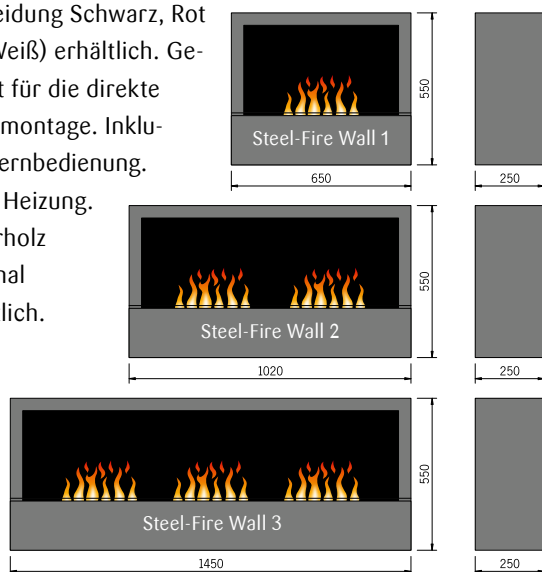 eidung Schwarz, Rot
Weiß) erhältlich. Ge-
t für die direkte
montage. Inklu-
ernbedienung.
Heizung.
rholz
nal
lich.
Steel-Fire Wall 1
550
650
250
Steel-Fire Wall 2
550
1020
250
Steel-Fire Wall 3
550
1450
250